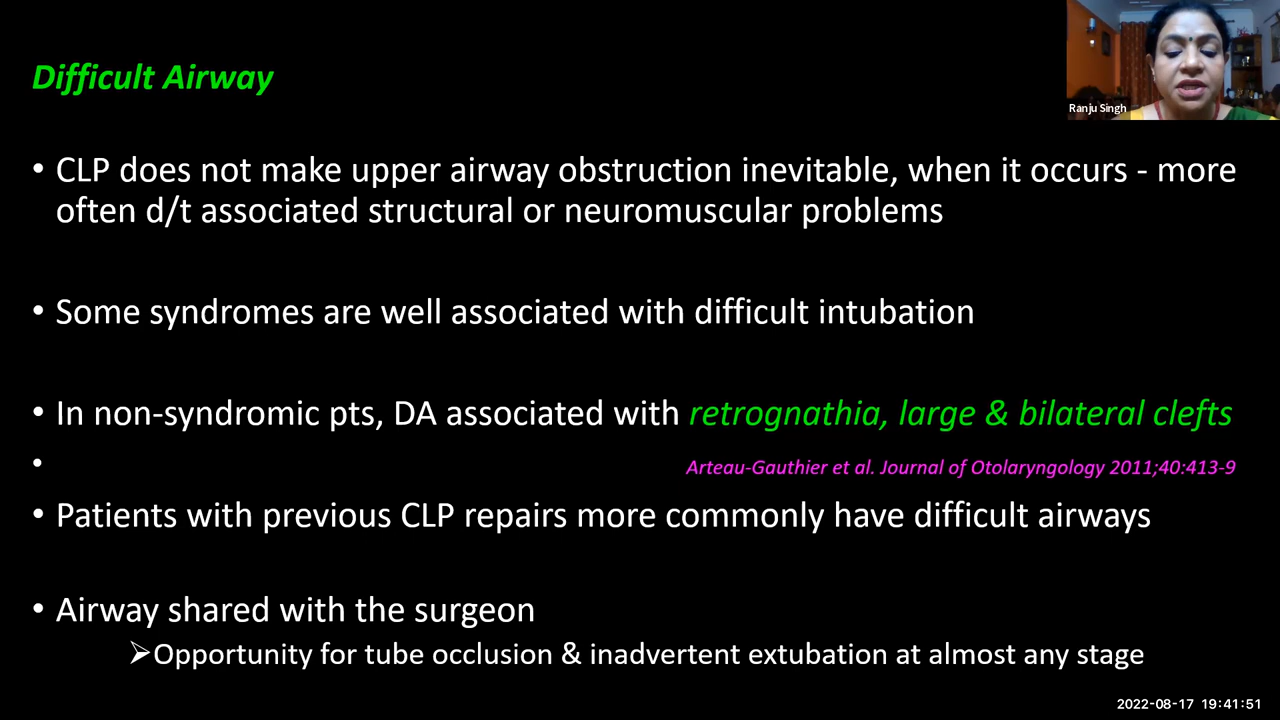 Difficult Airway
Ranju Singh
• CLP does not make upper airway obstruction inevitable, when it occurs - more
often d/t associated structural or neuromuscular problems
• Some syndromes are well associated with difficult intubation
• In non-syndromic pts, DA associated with retrognathia, large & bilateral clefts
• Arteau-Gauthier et al. Journal of Otolaryngology 2011;40:413-9
• Patients with previous CLP repairs more commonly have difficult airways
• Airway shared with the surgeon
➢Opportunity for tube occlusion & inadvertent extubation at almost any stage
2022-08-17 19:41:51